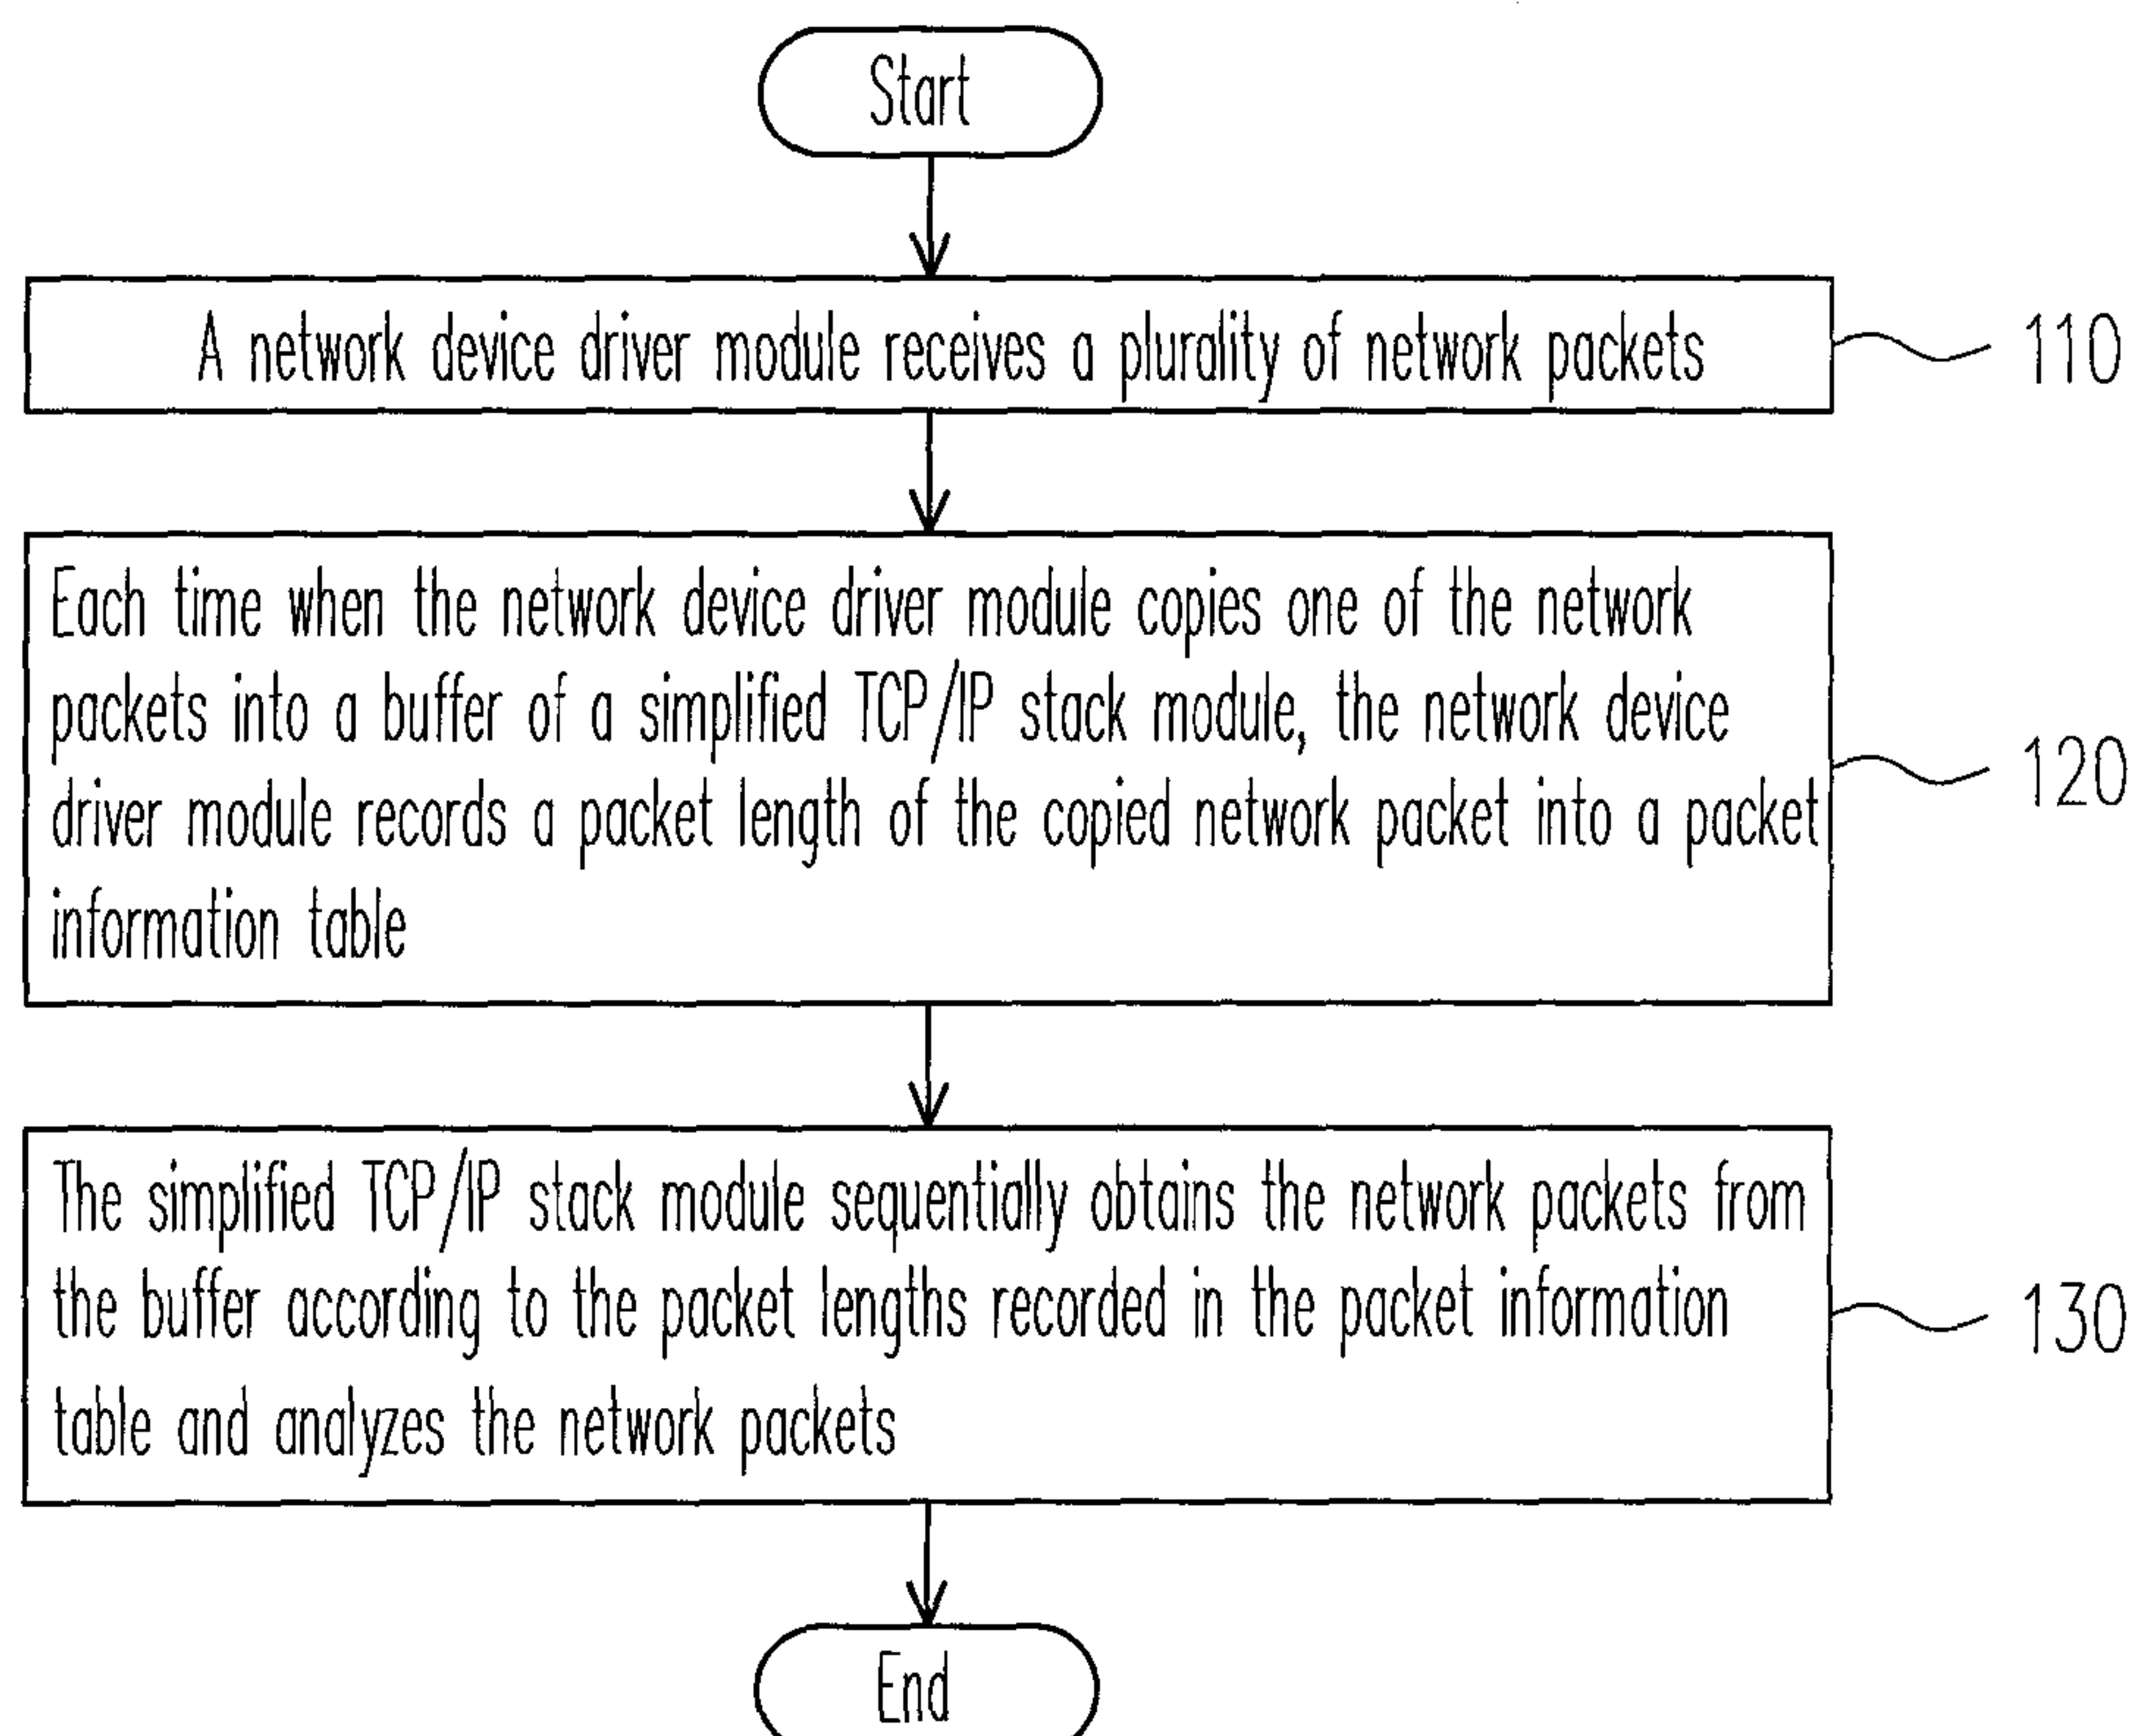 Start
A network device driver module receives a plurality of network packets
110
Each time when the network device driver module copies one of the network
packets into a buffer of a simplified TCP/IP stack module, the network device
driver module records a packet length of the copied network packet into a packet
information table
120
The simplified TCP/IP stack module sequentially obtains the network packets from
the buffer according to the packet lengths recorded in the packet information
table and analyzes the network packets
130
End